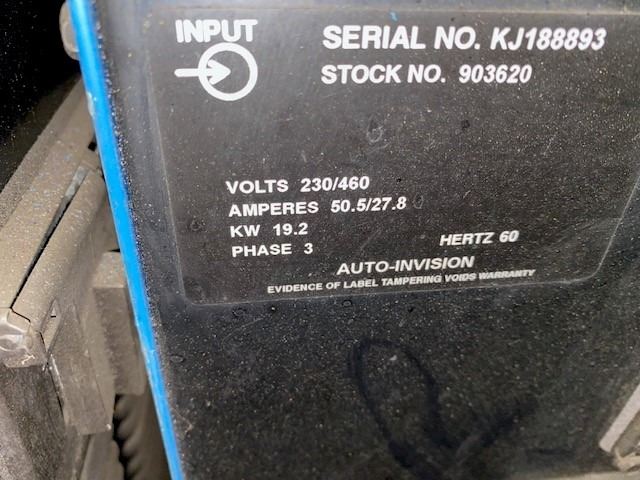 INPUT
SERIAL NO. KJ188893
STOCK NO. 903620
VOLTS 230/460
AMPERES 50.5/27.8
KW 19.2
PHASE 3
HERTZ 60
AUTO-INVISION
EVIDENCE OF LABEL TAMPERING VOIDS WARRANTY